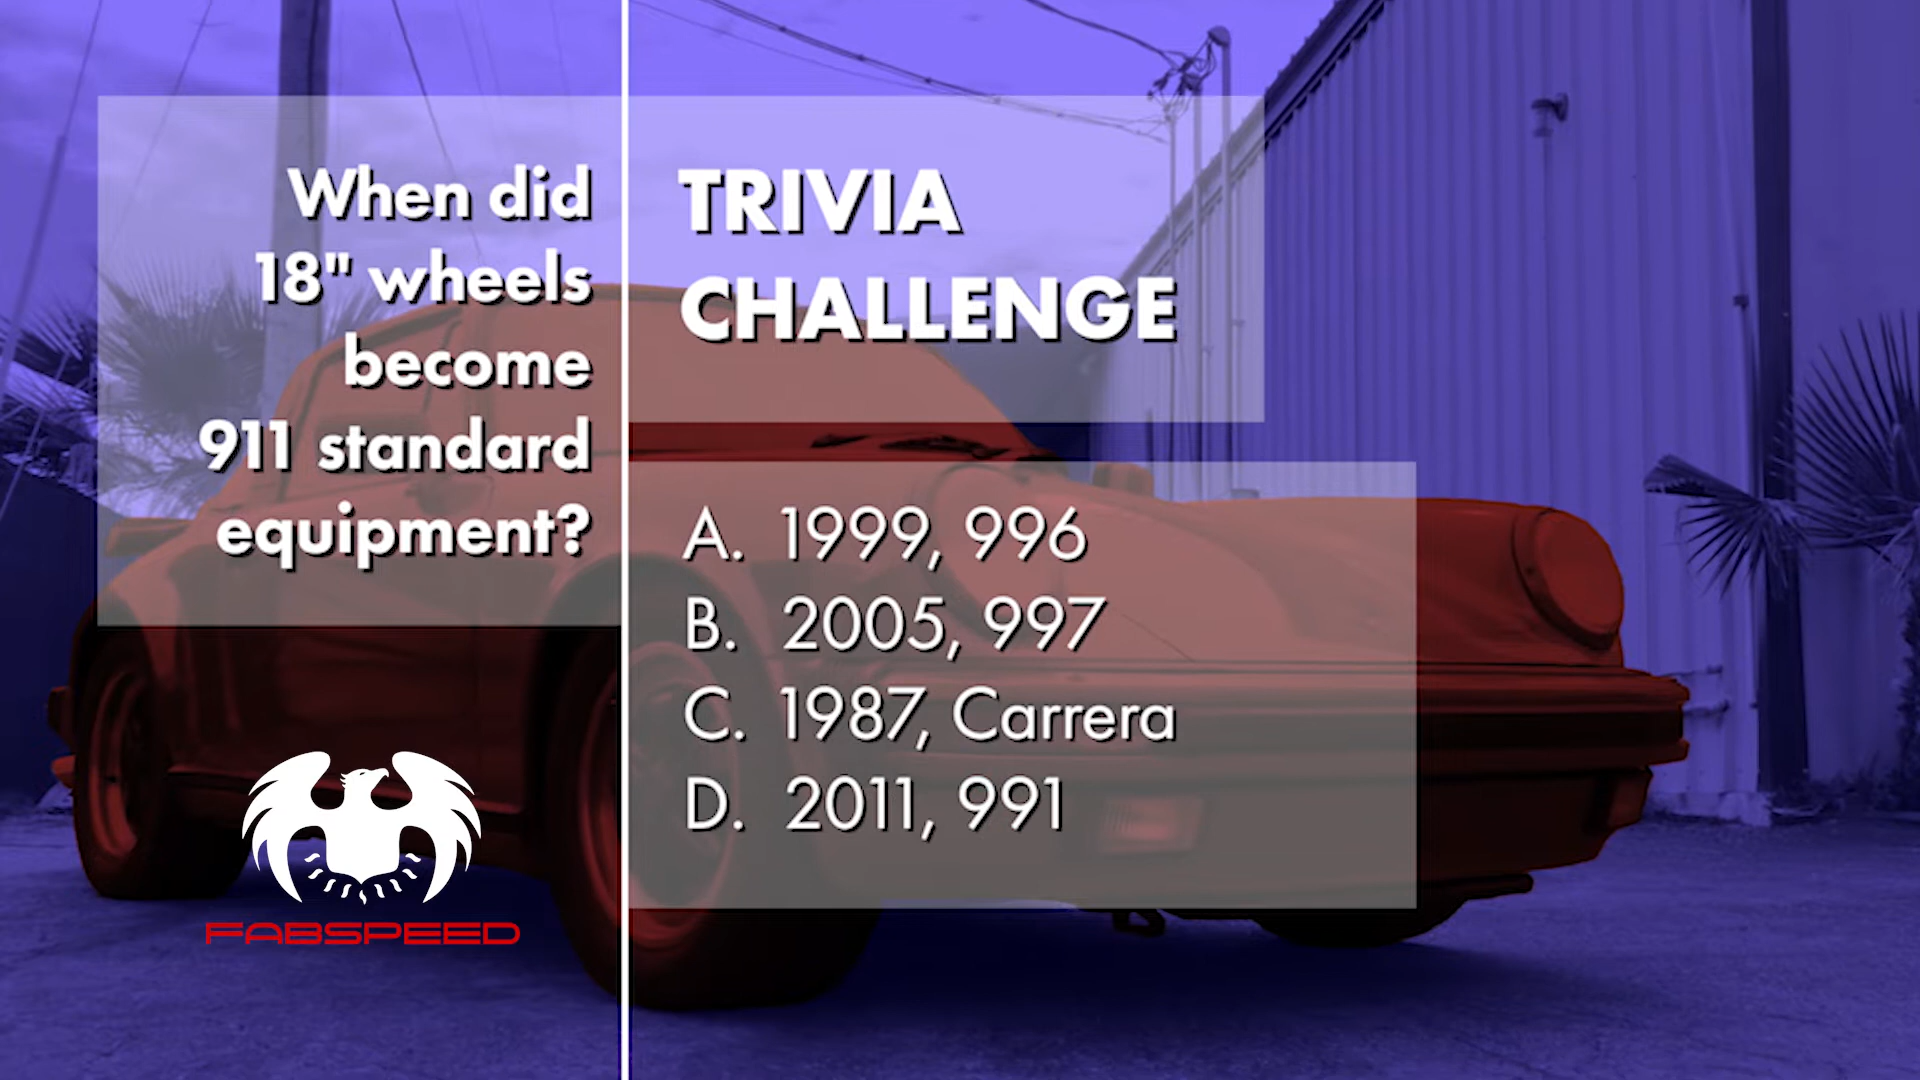 When did
18" wheels
become
911 standard
equipment?
TRIVIA
CHALLENGE
A. 1999, 996
B. 2005, 997
C. 1987, Carrera
D. 2011, 991
FABSPEED